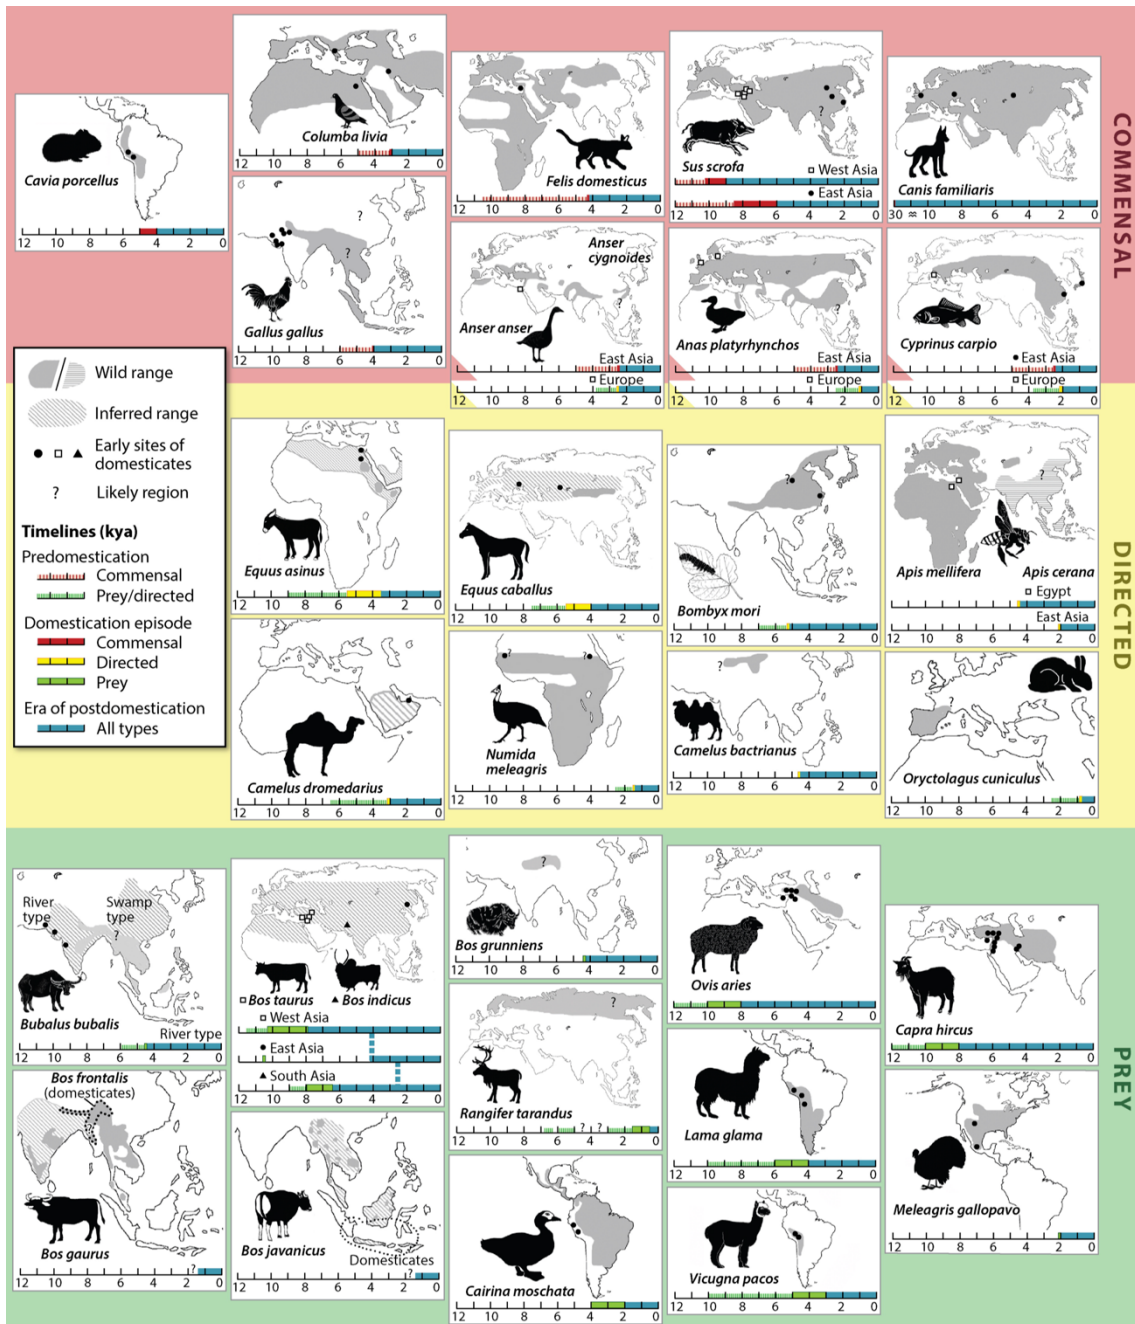 COMMENSAL
Cavia porcellus
12 10 8 6 4 2 0
Columba livia
12 10 8 6 4 2 0
?
?
Gallus gallus
12 10 8 6 4 2 0
Felis domesticus
12 10 8 6 4 2 0
?
Sus scrofa
West Asia
East Asia
12 10 8 6 4 2 0
Canis familiaris
30 ≈ 10 8 6 4 2 0
Anser
cygnoides
?
Anser anser
East Asia
Europe
12 10 8 6 4 2 0
?
Anas platyrhynchos
East Asia
Europe
12 10 8 6 4 2 0
Cyprinus carpio
East Asia
Europe
12 10 8 6 4 2 0
Wild range
Inferred range
Early sites of
domesticates
? Likely region
Timelines (kya)
Predomestication
Commensal
Prey/directed
Domestication episode
Commensal
Directed
Prey
Era of postdomestication
All types
DIRECTED
Equus asinus
12 10 8 6 4 2 0
Equus caballus
12 10 8 6 4 2 0
?
Bombyx mori
12 10 8 6 4 2 0
?
Apis mellifera Apis cerana
Egypt
East Asia
12 10 8 6 4 2 0
Camelus dromedarius
12 10 8 6 4 2 0
? ?
Numida
meleagris
12 10 8 6 4 2 0
?
Camelus bactrianus
12 10 8 6 4 2 0
Oryctolagus cuniculus
12 10 8 6 4 2 0
PREY
River
type
Swamp
type
?
Bubalus bubalis
River type
12 10 8 6 4 2 0
Bos taurus Bos indicus
West Asia
East Asia
South Asia
12 10 8 6 4 2 0
?
Bos grunniens
12 10 8 6 4 2 0
Ovis aries
12 10 8 6 4 2 0
Capra hircus
12 10 8 6 4 2 0
Bos frontalis
(domesticates)
Bos gaurus
?
12 10 8 6 4 2 0
Bos javanicus
Domesticates
?
12 10 8 6 4 2 0
?
Rangifer tarandus
? ?
12 10 8 6 4 2 0
Lama glama
12 10 8 6 4 2 0
Meleagris gallopavo
12 10 8 6 4 2 0
Cairina moschata
12 10 8 6 4 2 0
Vicugna pacos
12 10 8 6 4 2 0